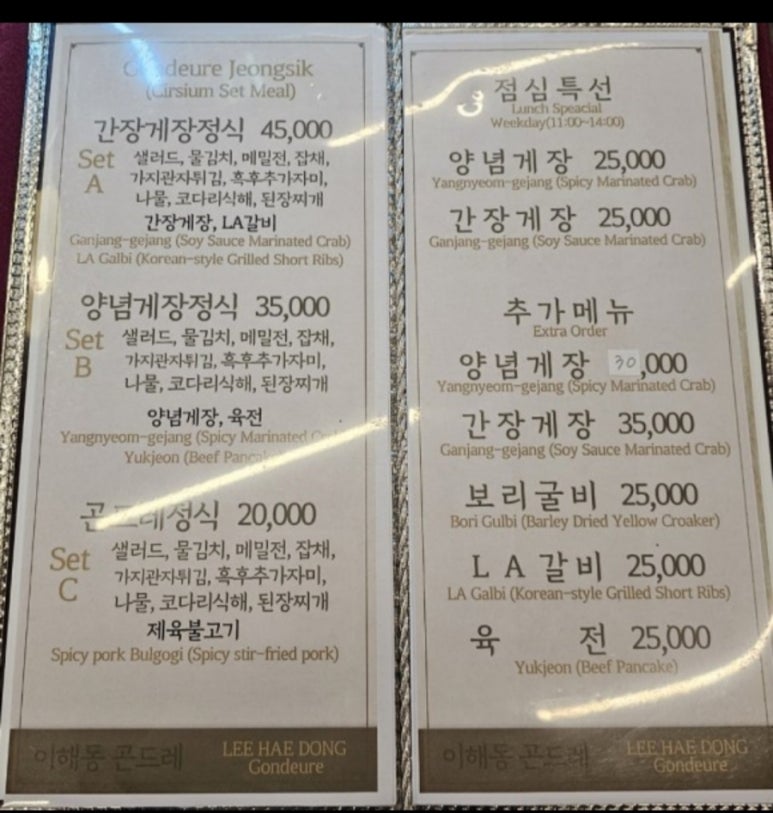 Gondeure Jeongsik
(Cirsium Set Meal)
간장게장정식 45,000
Set A
샐러드, 물김치, 메밀전, 잡채,
가지관자튀김, 흑후추가자미,
나물, 코다리식해, 된장찌개
간장게장, LA갈비
Ganjang-gejang (Soy Sauce Marinated Crab)
LA Galbi (Korean-style Grilled Short Ribs)
양념게장정식 35,000
Set B
샐러드, 물김치, 메밀전, 잡채,
가지관자튀김, 흑후추가자미,
나물, 코다리식해, 된장찌개
양념게장, 육전
Yangnyeom-gejang (Spicy Marinated Crab)
Yukjeon (Beef Pancake)
곤드레정식 20,000
Set C
샐러드, 물김치, 메밀전, 잡채,
가지관자튀김, 흑후추가자미,
나물, 코다리식해, 된장찌개
제육불고기
Spicy pork Bulgogi (Spicy stir-fried pork)
이해동 곤드레 LEE HAE DONG
Gondeure
점심특선
Lunch Speacial
Weekday(11:00~14:00)
양념게장 25,000
Yangnyeom-gejang (Spicy Marinated Crab)
간장게장 25,000
Ganjang-gejang (Soy Sauce Marinated Crab)
추가메뉴
Extra Order
양념게장 30,000
Yangnyeom-gejang (Spicy Marinated Crab)
간장게장 35,000
Ganjang-gejang (Soy Sauce Marinated Crab)
보리굴비 25,000
Bori Gulbi (Barley Dried Yellow Croaker)
LA갈비 25,000
LA Galbi (Korean-style Grilled Short Ribs)
육전 25,000
Yukjeon (Beef Pancake)
이해동 곤드레 LEE HAE DONG
Gondeure